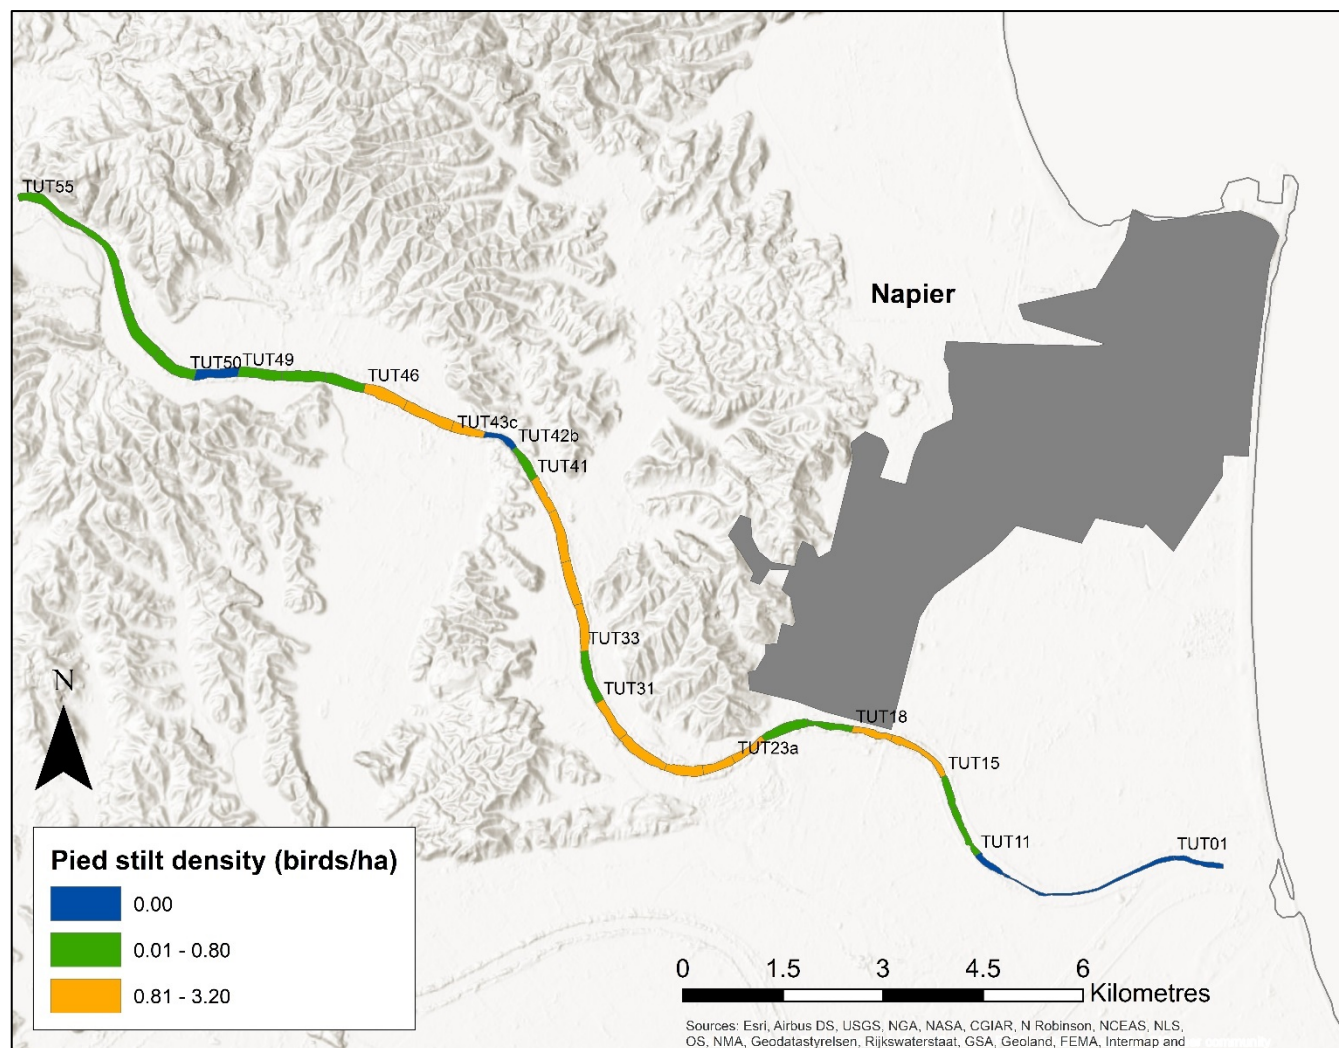 TUT55
Napier
TUT50
TUT49
TUT46
TUT43c
TUT42b
TUT41
TUT33
TUT31
N
TUT18
TUT23a
TUT15
TUT11
TUT01
Pied stilt density (birds/ha)
0.00
0.01 - 0.80
0.81 - 3.20
0 1.5 3 4.5 6
Kilometres
Sources: Esri, Airbus DS, USGS, NGA, NASA, CGIAR, N Robinson, NCEAS, NLS,
OS, NMA, Geodatastyrelsen, Rijkswaterstaat, GSA, Geoland, FEMA, Intermap and
community